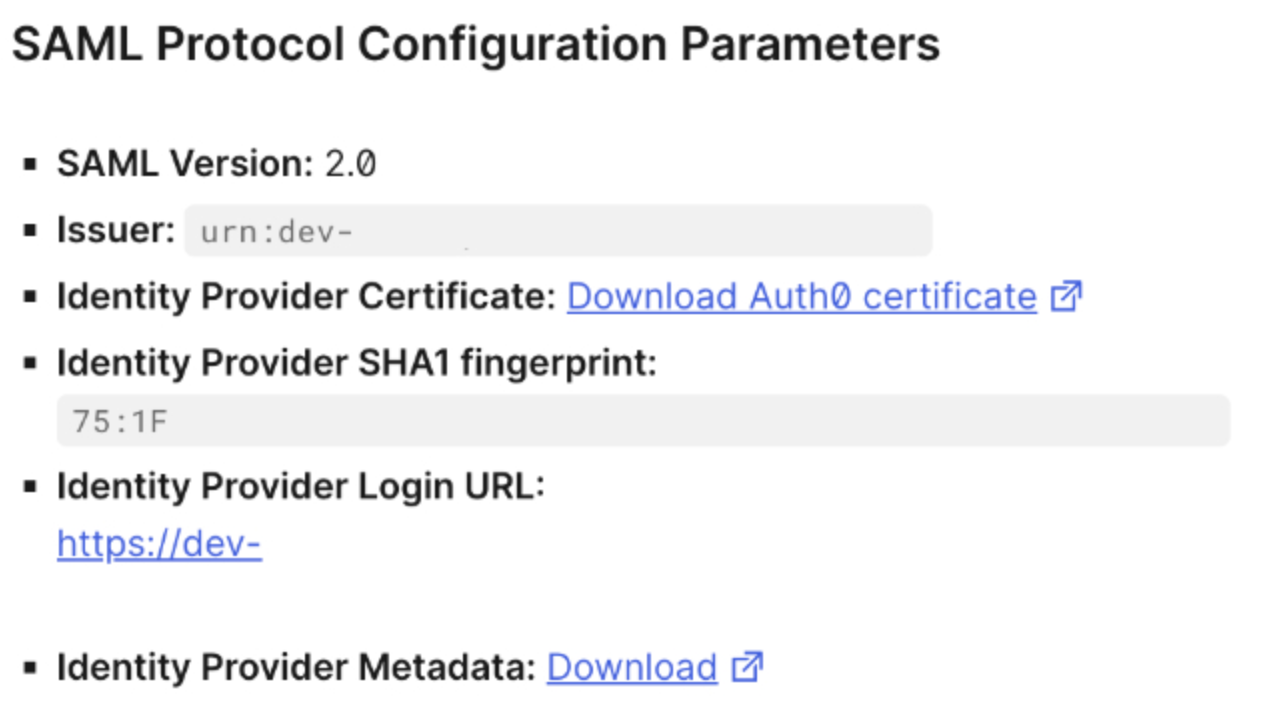 SAML Protocol Configuration Parameters
▪ SAML Version: 2.0
▪ Issuer: urn:dev-
▪ Identity Provider Certificate: Download Auth0 certificate
▪ Identity Provider SHA1 fingerprint:
75:1F
▪ Identity Provider Login URL:
https://dev-
▪ Identity Provider Metadata: Download